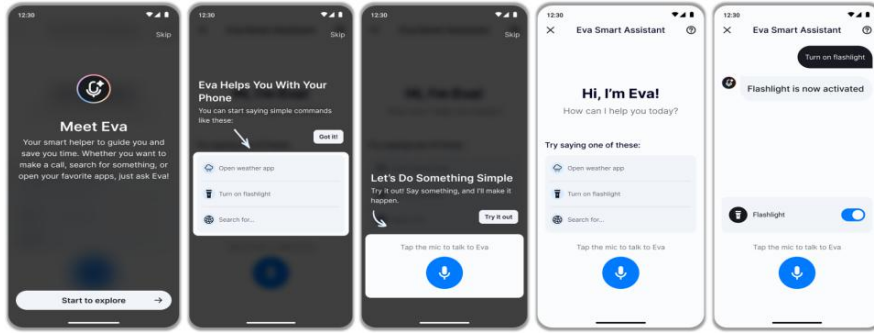 12:30
Skip
Meet Eva
Your smart helper to guide you and
save you time. Whether you want to
make a call, search for something, or
open your favorite apps, just ask Eva!
Start to explore
12:30
Skip
Eva Helps You With Your
Phone
You can start saying simple commands
like these:
Got it!
Open weather app
Turn on flashlight
Search for...
12:30
Skip
Let's Do Something Simple
Try it out! Say something, and I'll make it
happen.
Try it out
Tap the mic to talk to Eva
12:30
Eva Smart Assistant
Hi, I'm Eva!
How can I help you today?
Try saying one of these:
Open weather app
Turn on flashlight
Search for...
Tap the mic to talk to Eva
12:30
Eva Smart Assistant
Turn on flashlight
Flashlight is now activated
Flashlight
Tap the mic to talk to Eva